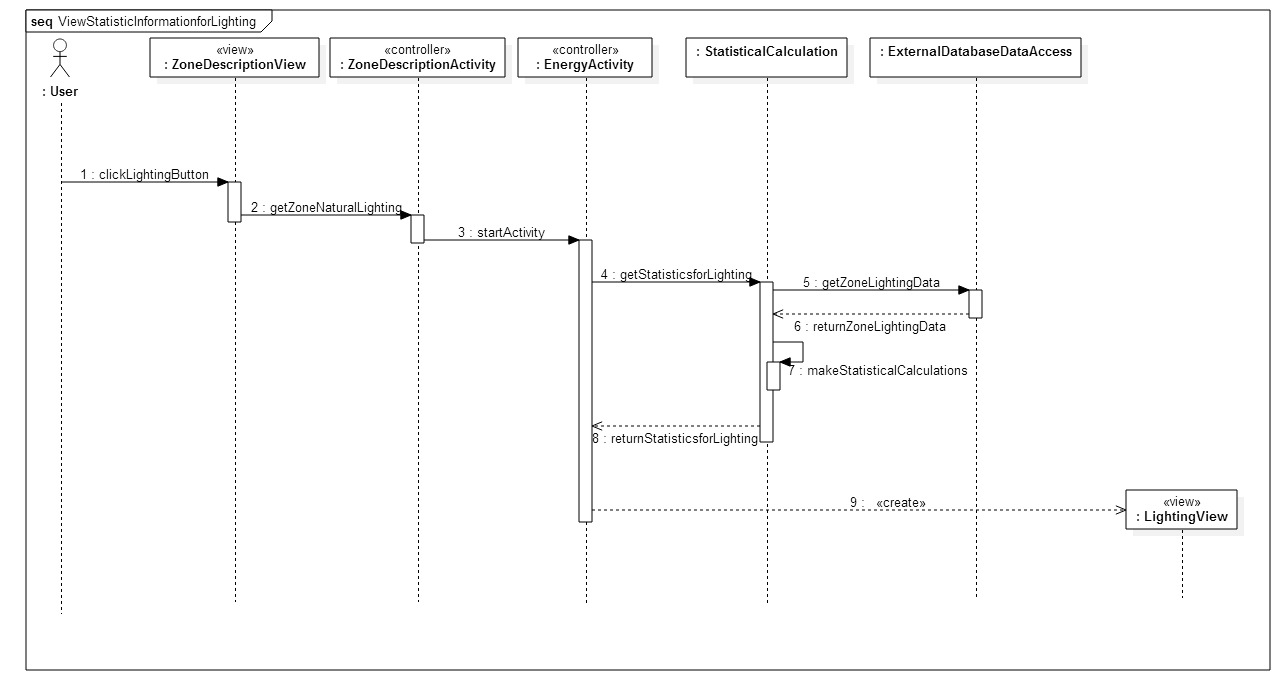 seq ViewStatisticInformationforLighting
«view»
: ZoneDescriptionView
«controller»
: ZoneDescriptionActivity
«controller»
: EnergyActivity
: StatisticalCalculation
: ExternalDatabaseDataAccess
: User
1 : clickLightingButton
2 : getZoneNaturalLighting
3 : startActivity
4 : getStatisticsforLighting
5 : getZoneLightingData
6 : returnZoneLightingData
7 : makeStatisticalCalculations
8 : returnStatisticsforLighting
9 : «create»
«view»
: LightingView